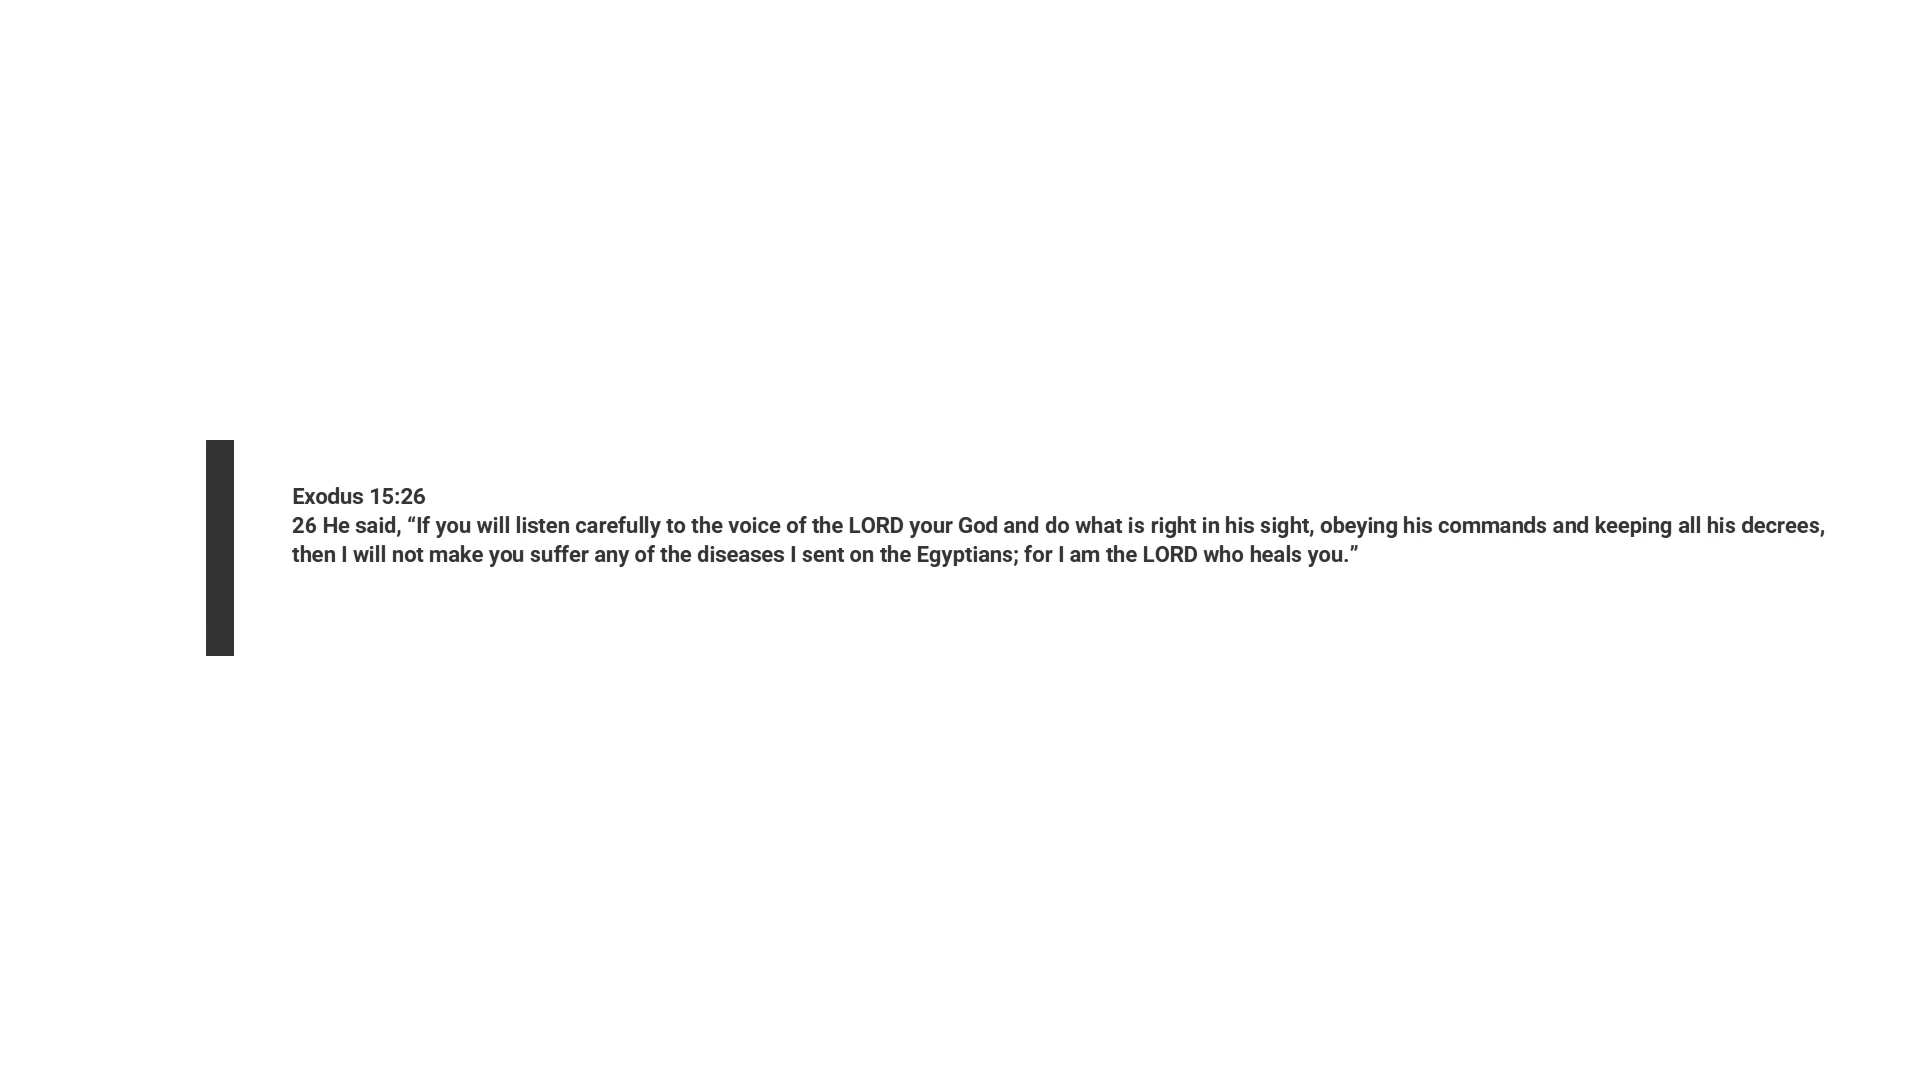 Exodus 15:26
26 He said, “If you will listen carefully to the voice of the LORD your God and do what is right in his sight, obeying his commands and keeping all his decrees,
then I will not make you suffer any of the diseases I sent on the Egyptians; for I am the LORD who heals you.”